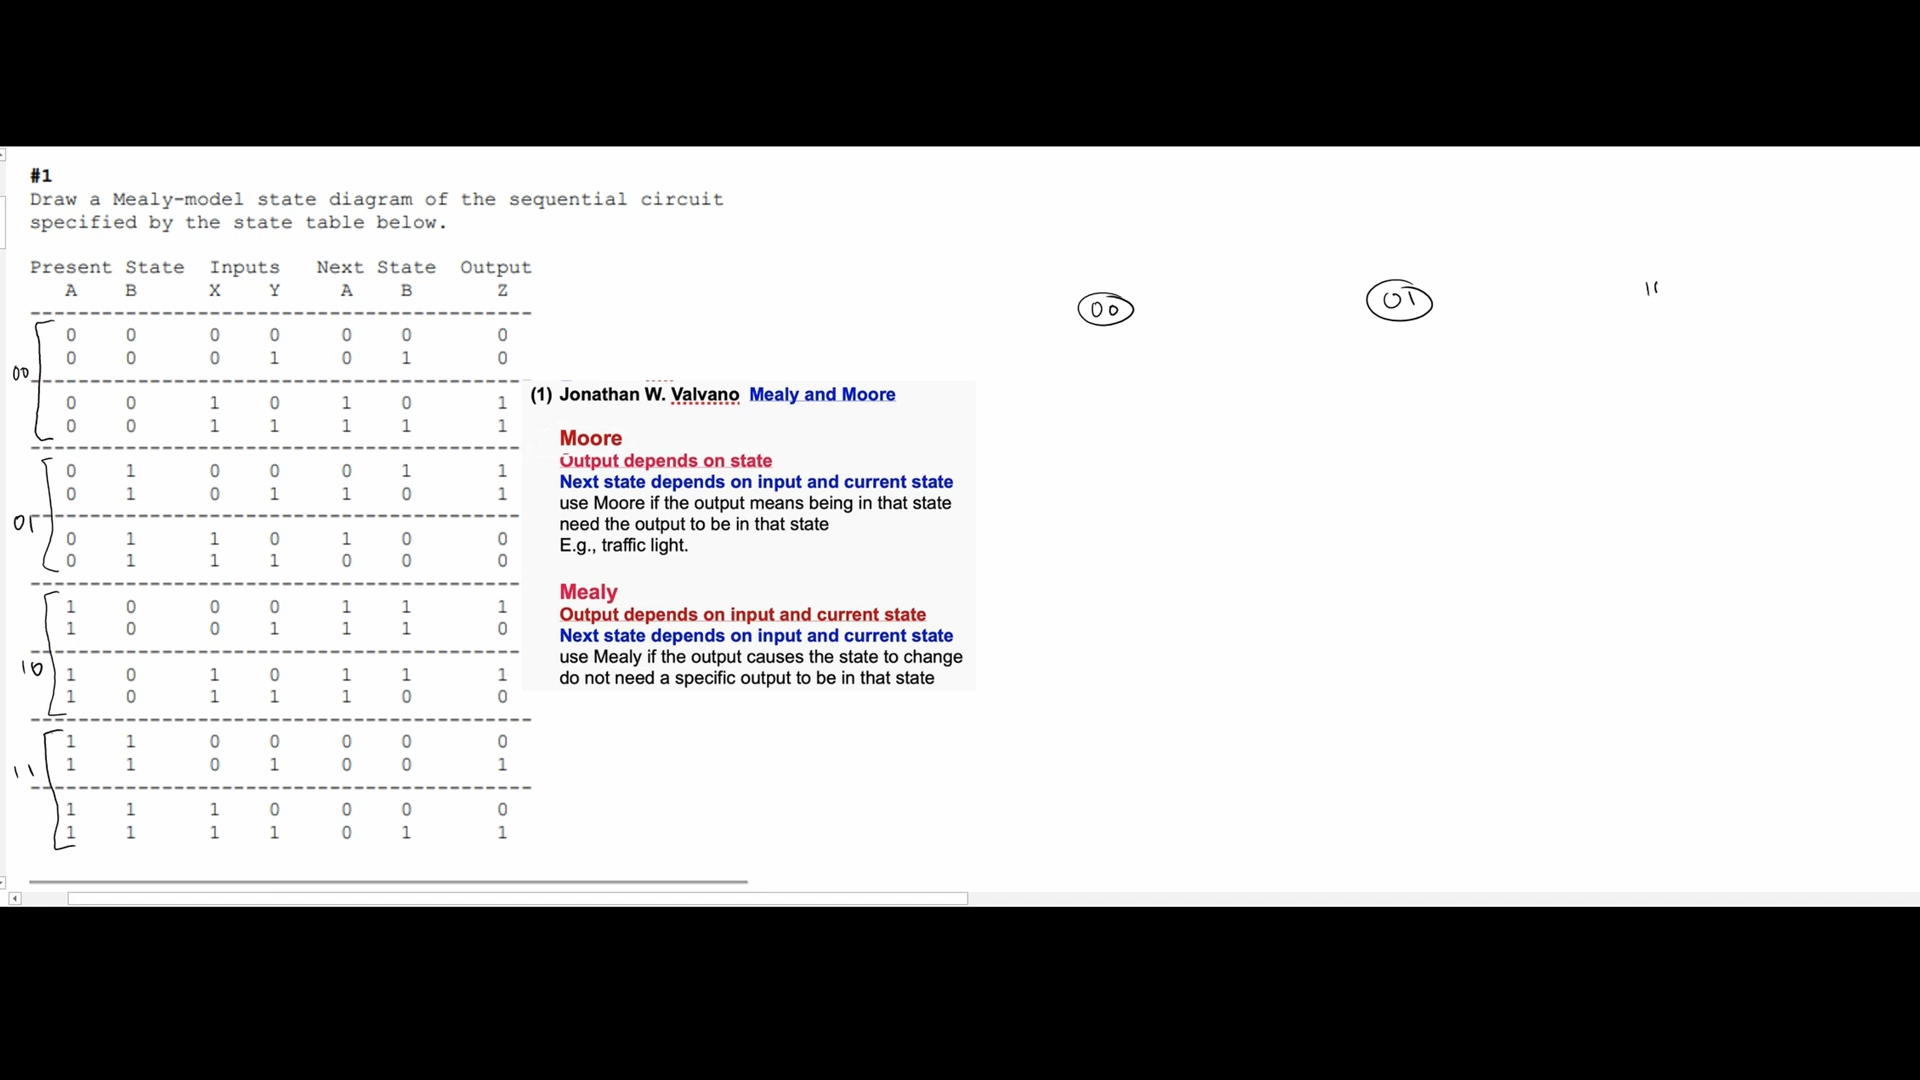 #1
Draw a Mealy-model state diagram of the sequential circuit
specified by the state table below.
Present State Inputs Next State Output
A B X Y A B Z
00
0 0 0 0 0 0 0
0 0 0 1 0 1 0
0 0 1 0 1 0 1
0 0 1 1 1 1 1
01
0 1 0 0 0 1 1
0 1 0 1 1 0 1
0 1 1 0 1 0 0
0 1 1 1 0 0 0
10
1 0 0 0 1 1 1
1 0 0 1 1 1 0
1 0 1 0 1 1 1
1 0 1 1 1 0 0
11
1 1 0 0 0 0 0
1 1 0 1 0 0 1
1 1 1 0 0 0 0
1 1 1 1 0 1 1
(1) Jonathan W. Valvano Mealy and Moore
Moore
Output depends on state
Next state depends on input and current state
use Moore if the output means being in that state
need the output to be in that state
E.g., traffic light.
Mealy
Output depends on input and current state
Next state depends on input and current state
use Mealy if the output causes the state to change
do not need a specific output to be in that state
00 01 11